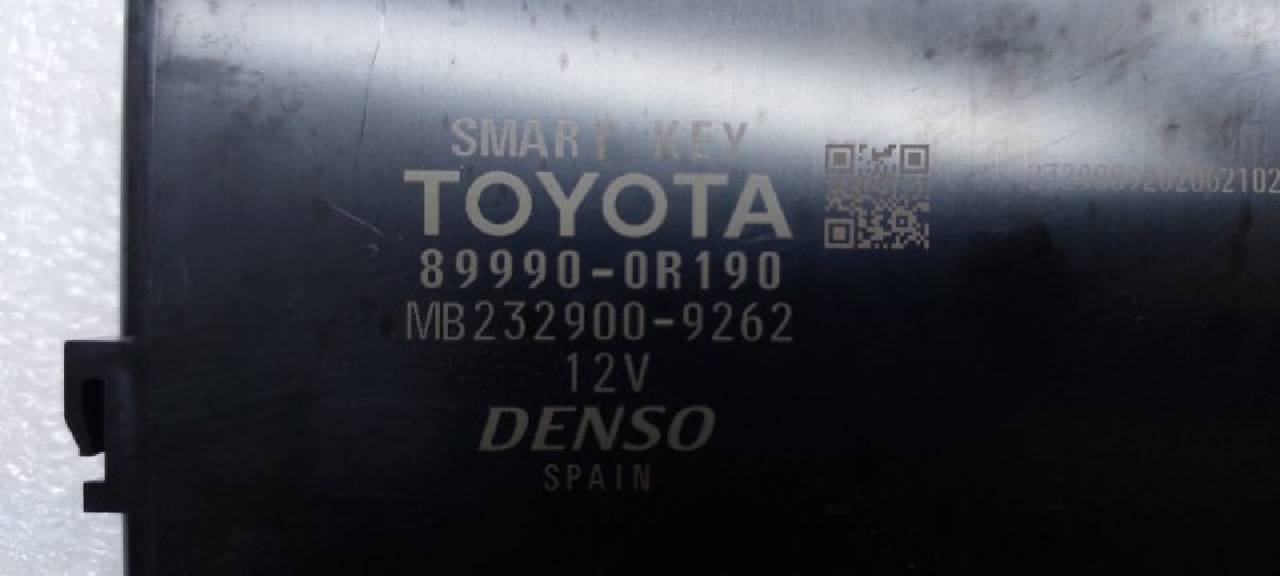 SMART KEY
TOYOTA
89990-0R190
MB232900-9262
12V
DENSO
SPAIN